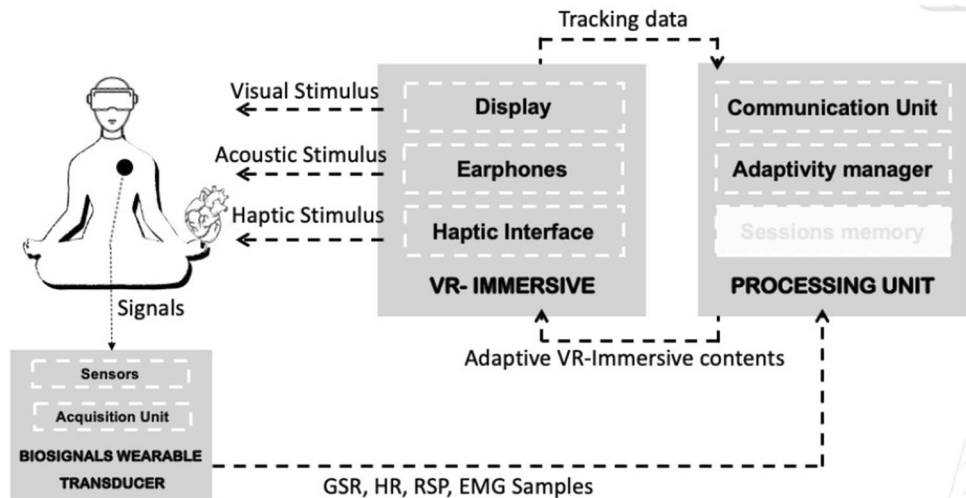 Tracking data
Visual Stimulus
Display
Communication Unit
Acoustic Stimulus
Earphones
Adaptivity manager
Haptic Stimulus
Haptic Interface
Sessions memory
VR- IMMERSIVE
PROCESSING UNIT
Signals
Adaptive VR-Immersive contents
Sensors
Acquisition Unit
BIOSIGNALS WEARABLE
TRANSDUCER
GSR, HR, RSP, EMG Samples